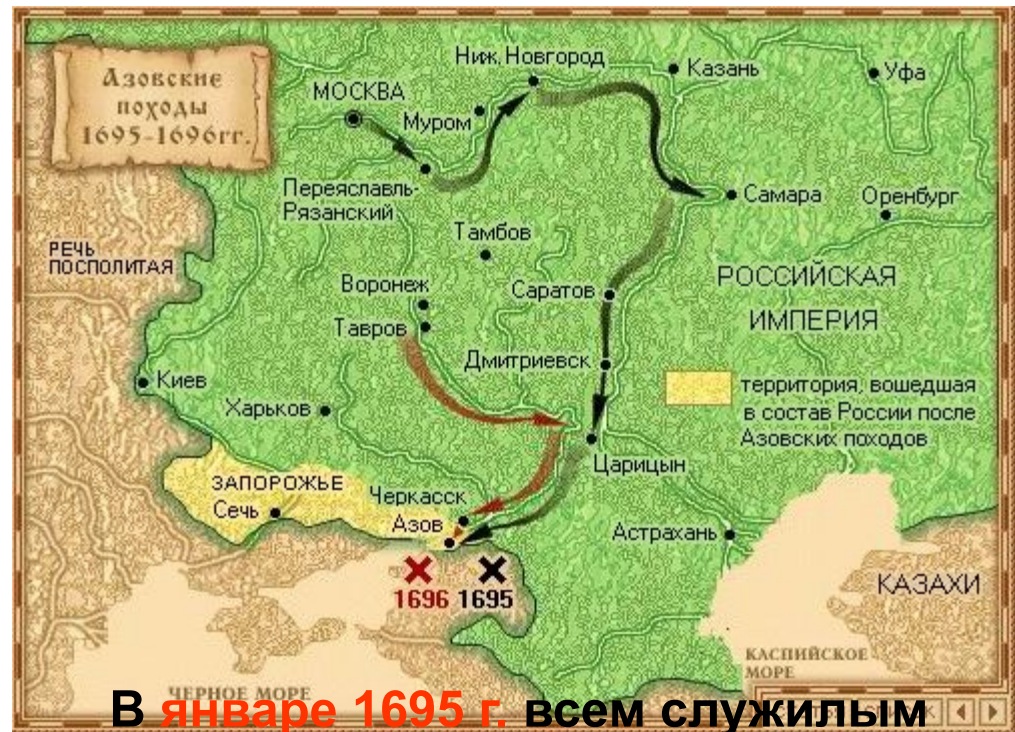 Азовские
походы
1695-1696гг.
МОСКВА
Ниж. Новгород
Казань
Уфа
Муром
Переяславль-
Рязанский
Самара
Оренбург
Тамбов
РЕЧЬ
ПОСПОЛИТАЯ
Воронеж
Саратов
РОССИЙСКАЯ
ИМПЕРИЯ
Тавров
Дмитриевск
Киев
территория, вошедшая
в состав России после
Азовских походов
Харьков
Царицын
ЗАПОРОЖЬЕ
Сечь
Черкасск
Азов
Астрахань
1696 1695
КАЗАХИ
КАСПИЙСКОЕ
МОРЕ
ЧЕРНОЕ МОРЕ
В январе 1695 г. всем служилым